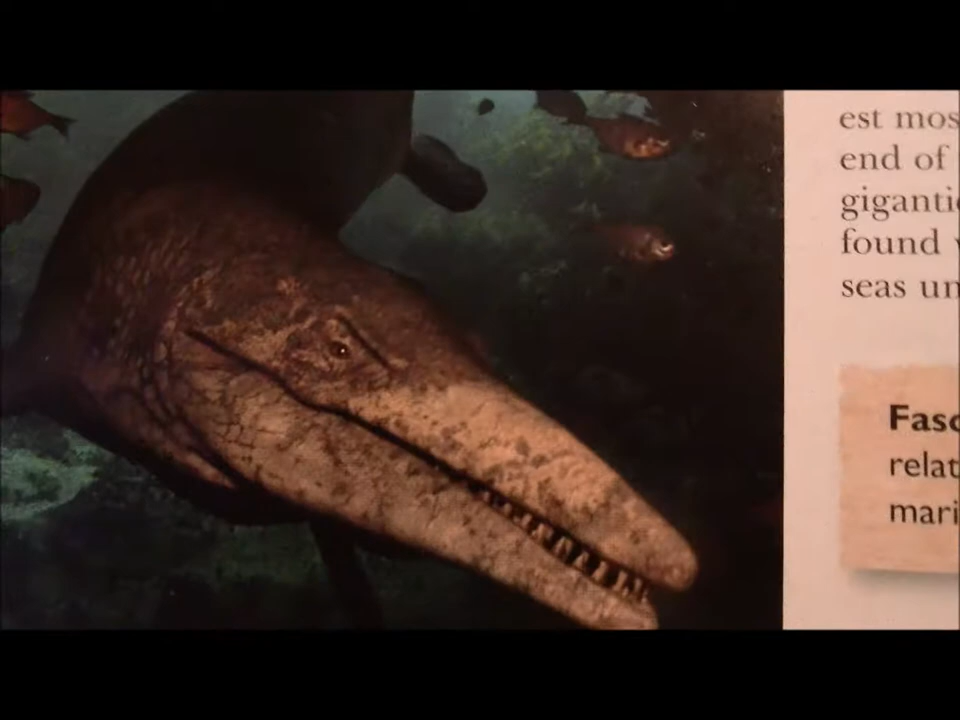 est mos
end of
giganti
found
seas un
Fasc
relat
mari